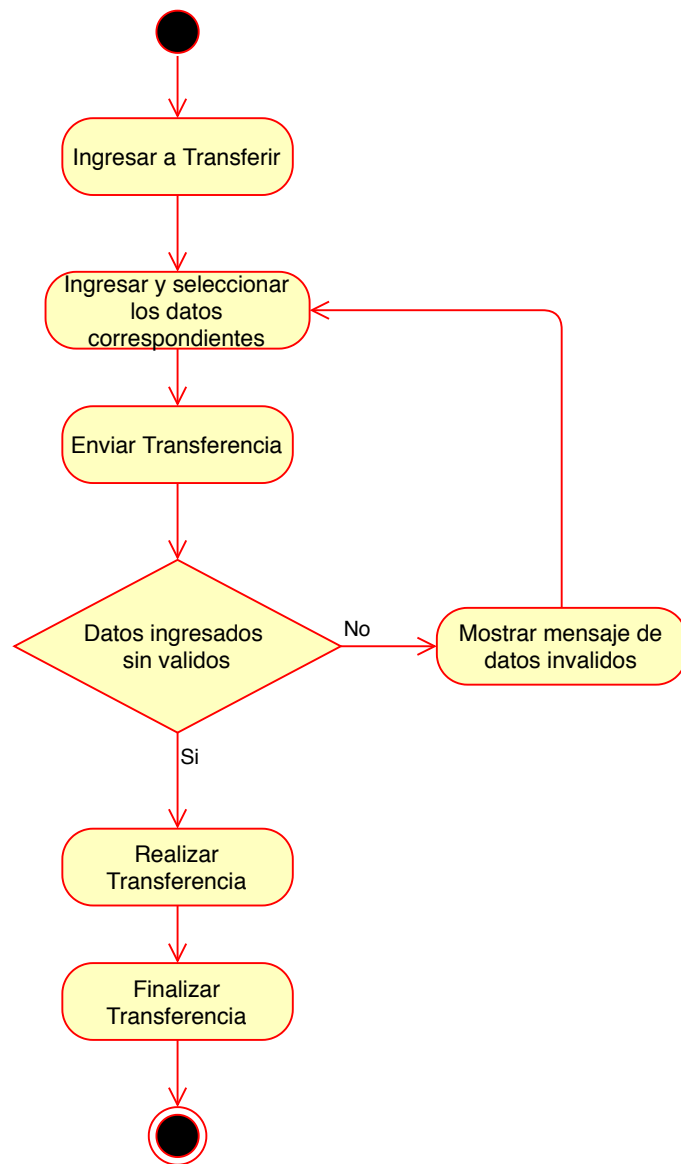 Ingresar a Transferir
Ingresar y seleccionar
los datos
correspondientes
Enviar Transferencia
Datos ingresados
sin validos
No
Mostrar mensaje de
datos invalidos
Si
Realizar
Transferencia
Finalizar
Transferencia